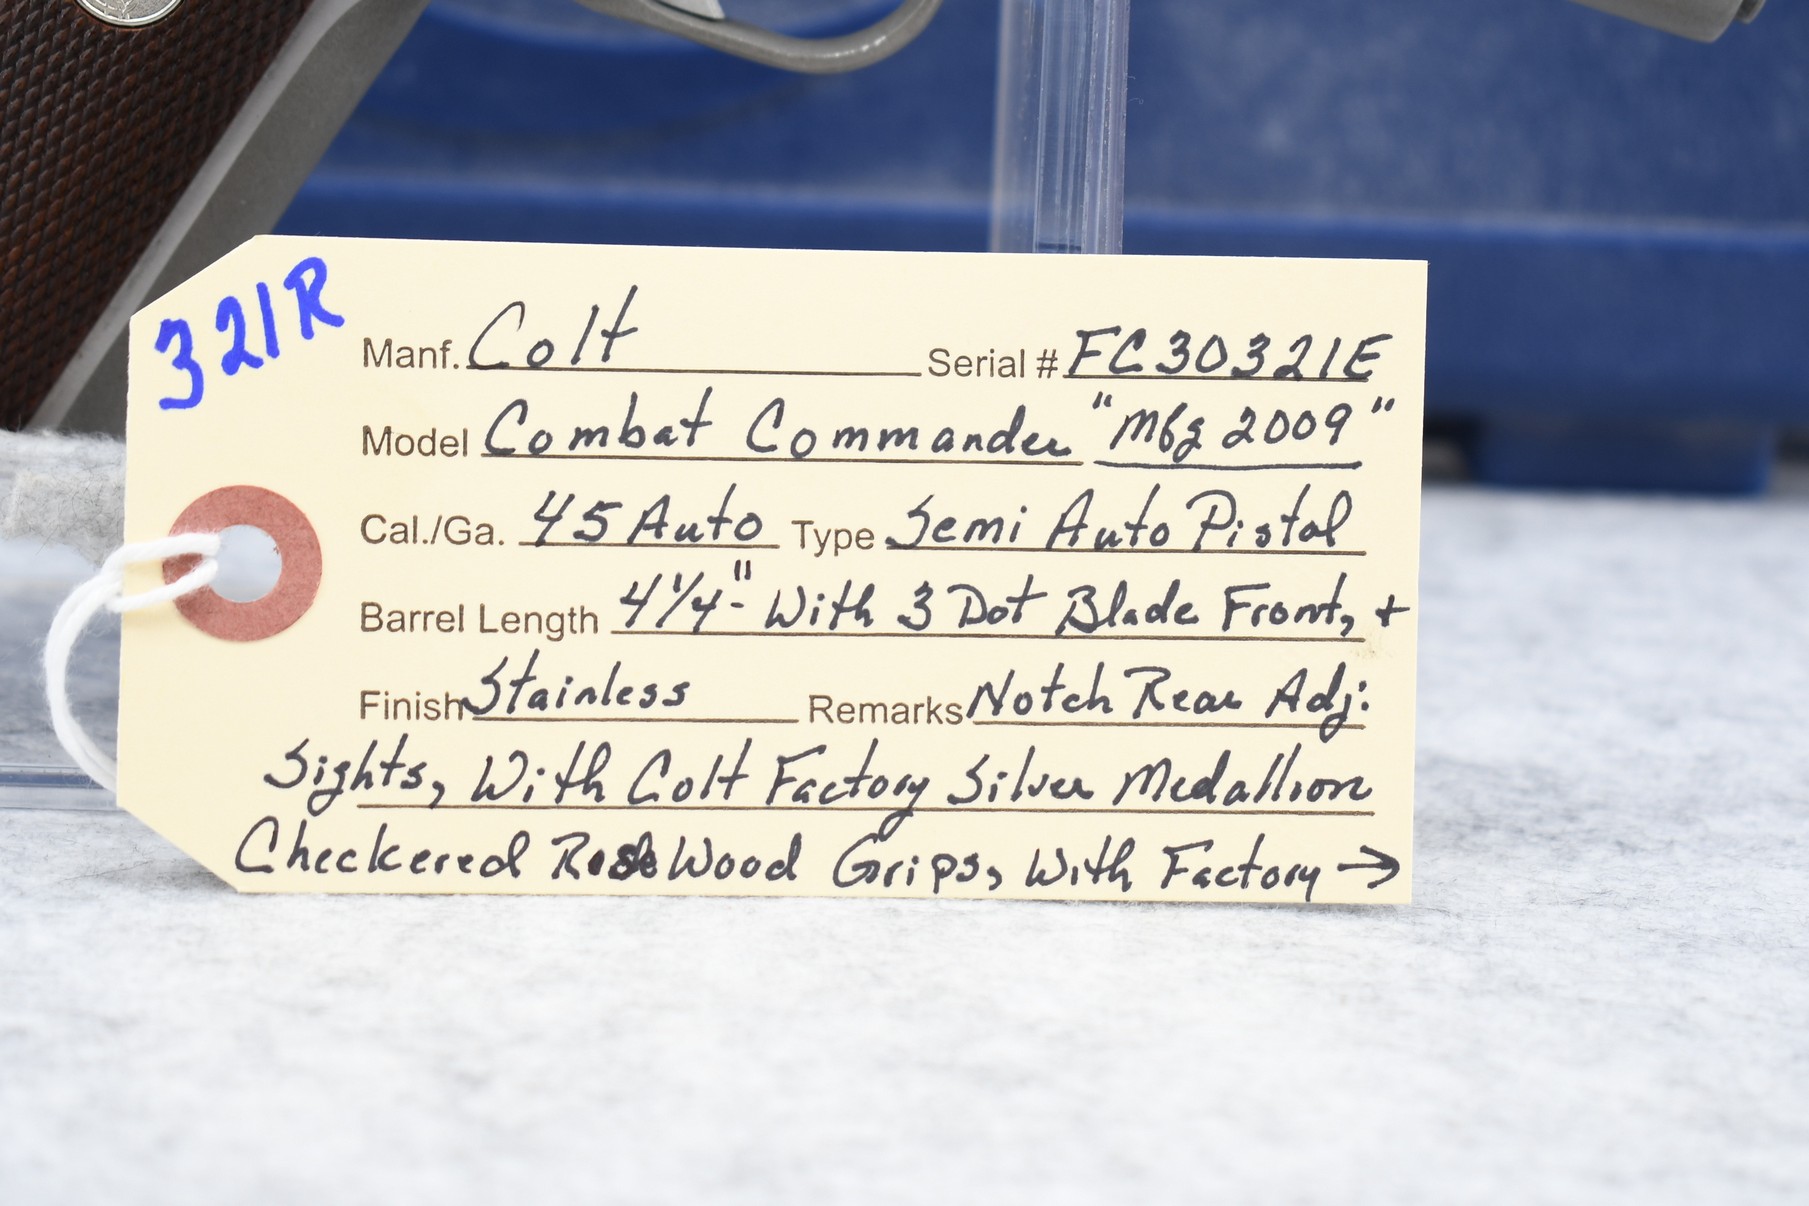 321R
Manf. Colt Serial # FC30321E
Model Combat Commander "Mfg 2009"
Cal./Ga. 45 Auto Type Semi Auto Pistol
Barrel Length 4 1/4"- With 3 Dot Blade Front, +
Finish Stainless Remarks Notch Rear Adj:
Sights, With Colt Factory Silver Medallion
Checkered Rose Wood Grips, With Factory →